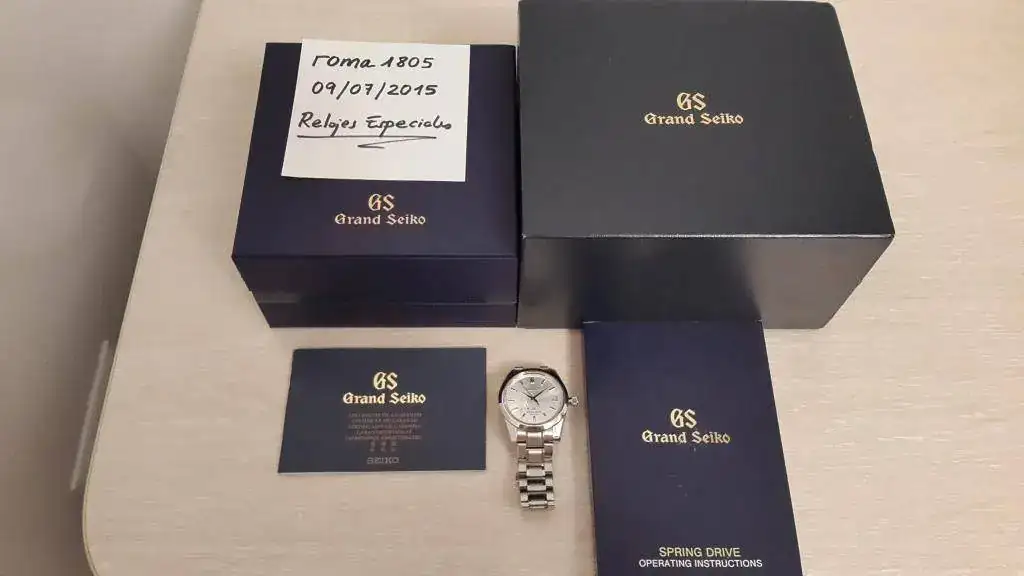 roma 1805
09/07/2015
Relojes Especiales
GS
Grand Seiko
GS
Grand Seiko
GS
Grand Seiko
SEIKO
GS
Grand Seiko
SPRING DRIVE
OPERATING INSTRUCTIONS